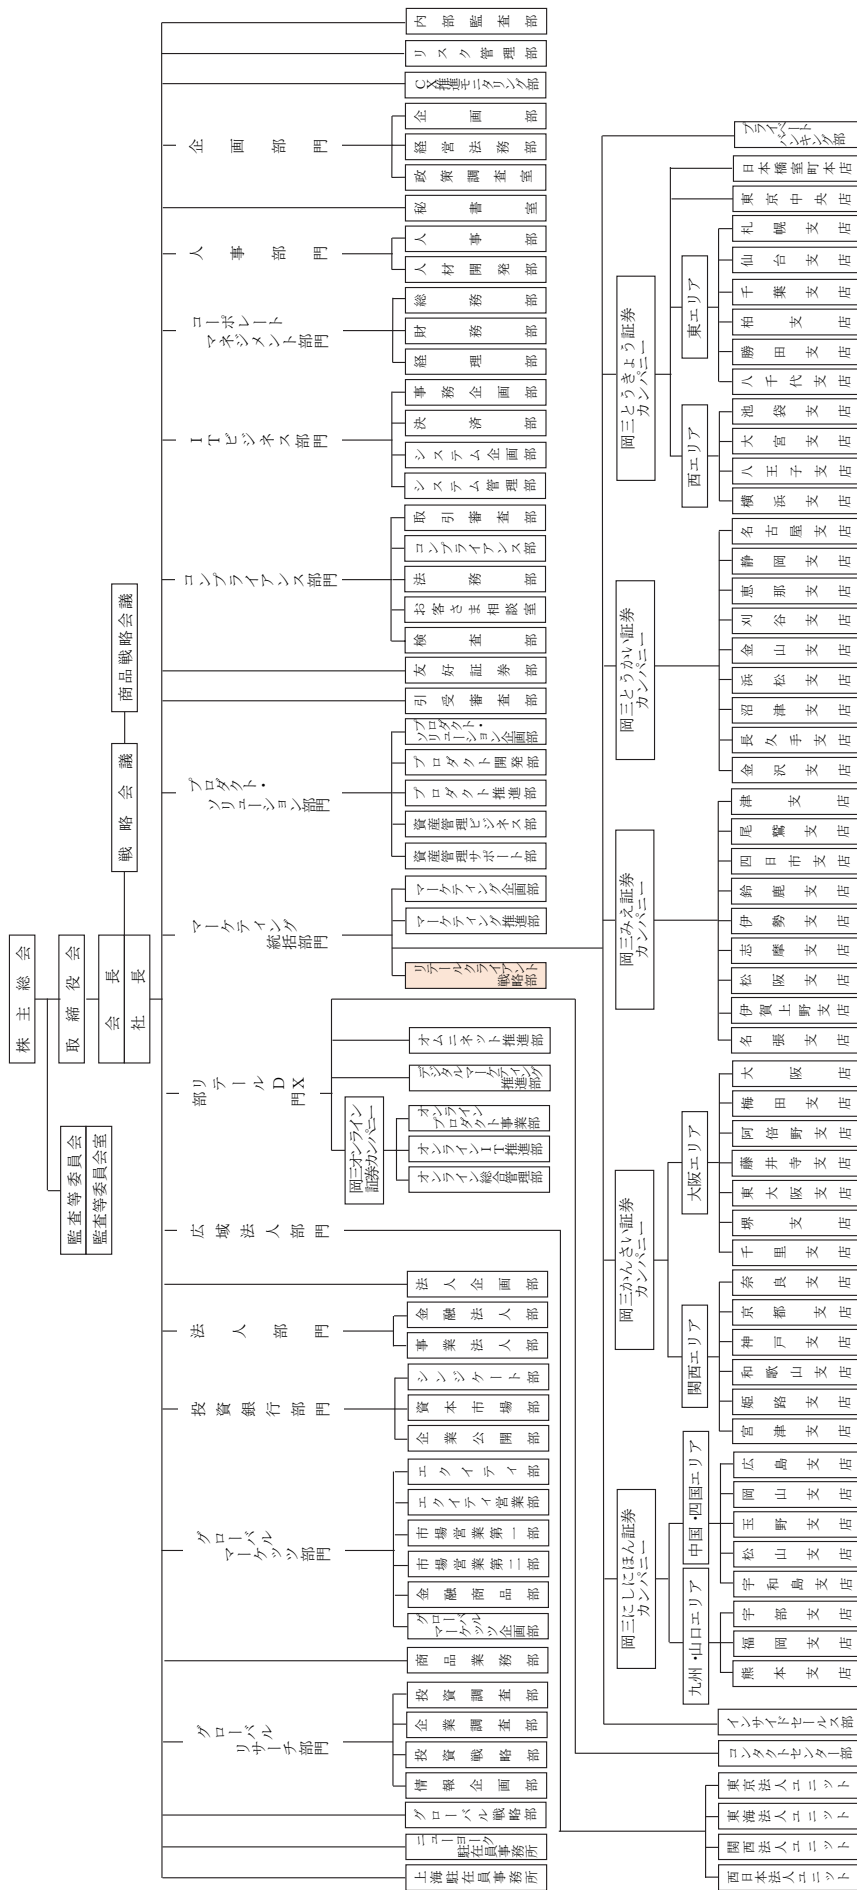 株主総会
取締役会
会長
社長
監査等委員会
監査等委員会室
戦略会議
商品戦略会議
内部監査部
リスク管理部
CX推進モニタリング部
企画部門
企画部
経営法務部
政策調査室
秘書室
人事部門
人事部
人材開発部
コーポレート
マネジメント部門
総務部
財務部
経理部
ITビジネス部門
事務企画部
決済部
システム企画部
システム管理部
コンプライアンス部門
取引審査部
コンプライアンス部
法務部
お客さま相談室
検査部
友好証券部
引受審査部
プロダクト・
ソリューション部門
プロダクト・
ソリューション企画部
プロダクト開発部
プロダクト推進部
資産管理ビジネス部
資産管理サポート部
マーケティング
統括部門
マーケティング企画部
マーケティング推進部
リテールクライアント
戦略部
リテールDX
部門
オムニネット推進部
デジタルマーケティング
推進部
岡三オンライン
証券カンパニー
オンライン
プロダクト事業部
オンラインIT推進部
オンライン総合管理部
広域法人部門
法人企画部
法人部門
金融法人部
事業法人部
投資銀行部門
シンジケート部
資本市場部
企業公開部
グローバル
マーケッツ部門
エクイティ部
エクイティ営業部
市場営業第一部
市場営業第二部
金融商品部
グローバル
マーケッツ企画部
商品業務部
グローバル
リサーチ部門
投資調査部
企業調査部
投資戦略部
情報企画部
グローバル戦略部
ニューヨーク
駐在員事務所
上海駐在員事務所
プライベート
バンキング部
岡三とうきょう証券
カンパニー
日本橋室町本店
東京中央店
東エリア
札幌支店
仙台支店
千葉支店
柏支店
勝田支店
八千代支店
西エリア
池袋支店
大宮支店
八王子支店
横浜支店
岡三とうかい証券
カンパニー
名古屋支店
静岡支店
恵那支店
刈谷支店
金山支店
浜松支店
沼津支店
長久手支店
金沢支店
岡三みえ証券
カンパニー
津支店
尾鷲支店
四日市支店
鈴鹿支店
伊勢支店
志摩支店
松阪支店
伊賀上野支店
名張支店
岡三かんさい証券
カンパニー
大阪エリア
大阪店
梅田支店
阿倍野支店
藤井寺支店
東大阪支店
堺支店
千里支店
関西エリア
奈良支店
京都支店
神戸支店
和歌山支店
姫路支店
宮津支店
岡三にしにほん証券
カンパニー
中国・四国エリア
広島支店
岡山支店
玉野支店
松山支店
宇和島支店
九州・山口エリア
宇部支店
福岡支店
熊本支店
インサイドセールス部
コンタクトセンター部
東京法人ユニット
東海法人ユニット
関西法人ユニット
西日本法人ユニット